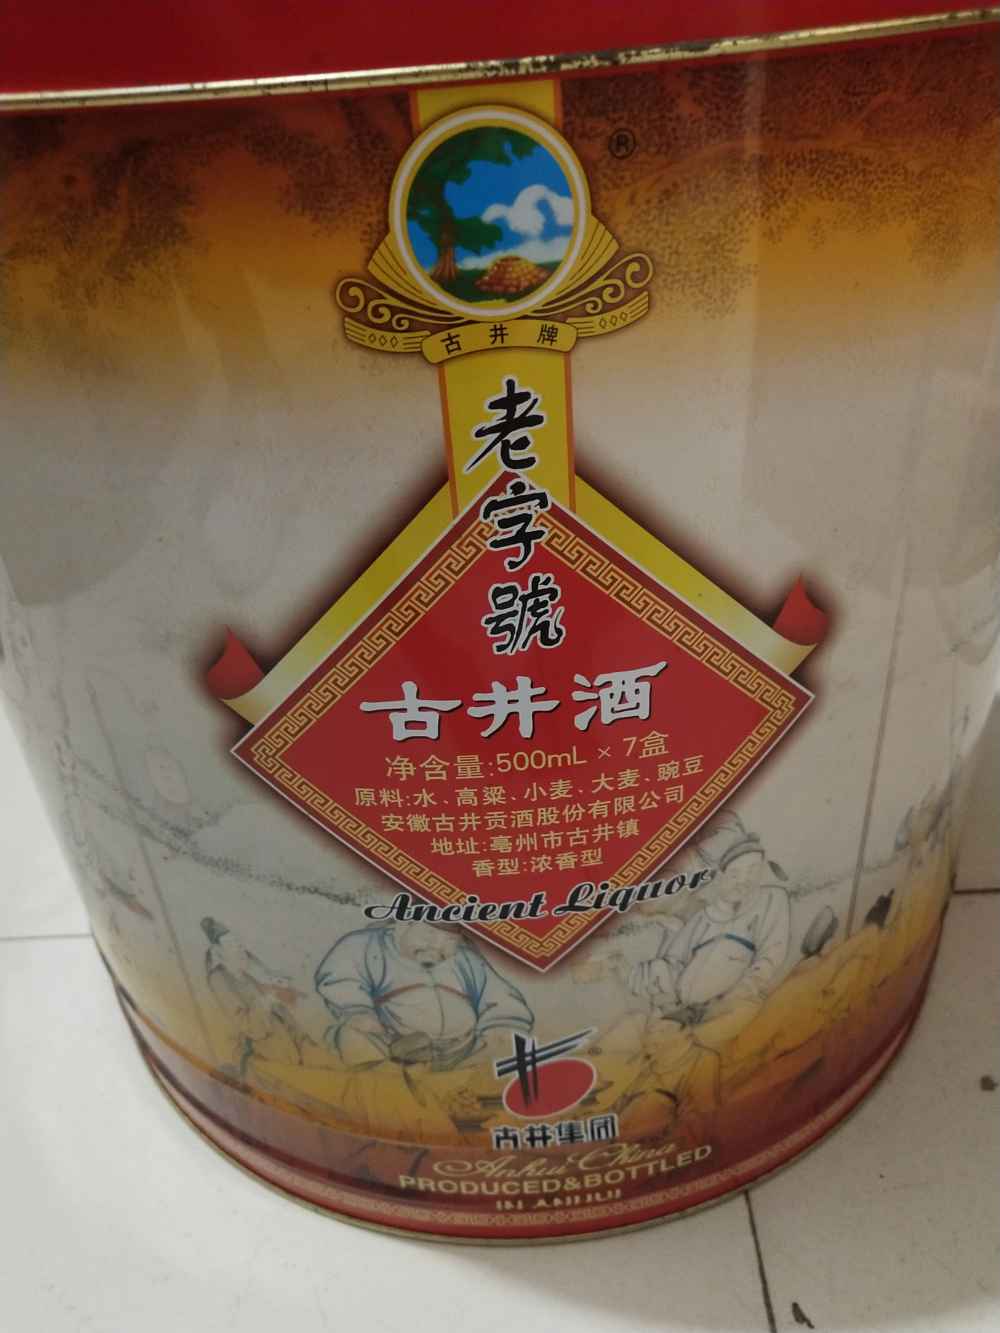 ®
古井牌
老字號
古井酒
净含量:500mL × 7盒
原料:水、高粱、小麦、大麦、豌豆
安徽古井贡酒股份有限公司
地址:亳州市古井镇
香型:浓香型
Ancient Liquor
®
古井集团
Anhui China
PRODUCED&BOTTLED
IN ANHUI